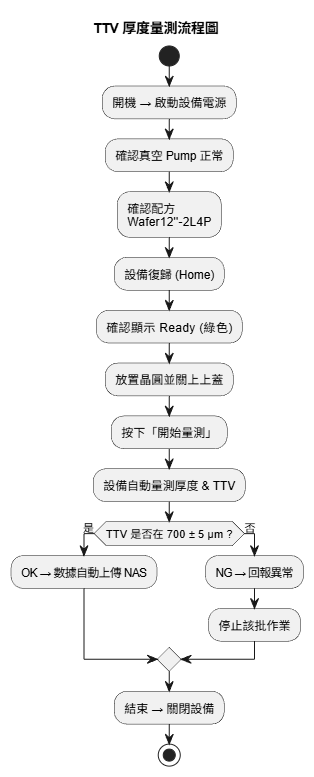 TTV 厚度量測流程圖
開機 → 啟動設備電源
確認真空 Pump 正常
確認配方
Wafer12"-2L4P
設備復歸 (Home)
確認顯示 Ready (綠色)
放置晶圓並關上上蓋
按下「開始量測」
設備自動量測厚度 & TTV
是
TTV 是否在 700 ± 5 µm ?
否
OK → 數據自動上傳 NAS
NG → 回報異常
停止該批作業
結束 → 關閉設備